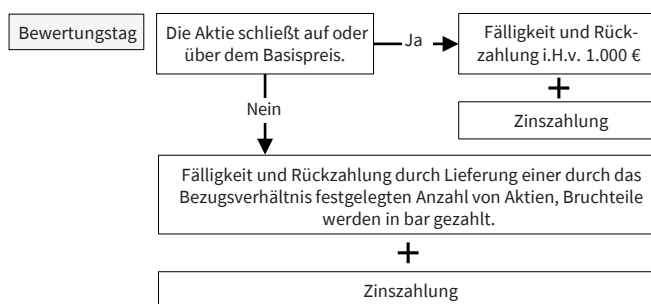 Bewertungstag
Die Aktie schließt auf oder
über dem Basispreis.
Ja
Fälligkeit und Rück-
zahlung i.H.v. 1.000 €
+
Zinszahlung
Nein
Fälligkeit und Rückzahlung durch Lieferung einer durch das
Bezugsverhältnis festgelegten Anzahl von Aktien, Bruchteile
werden in bar gezahlt.
+
Zinszahlung